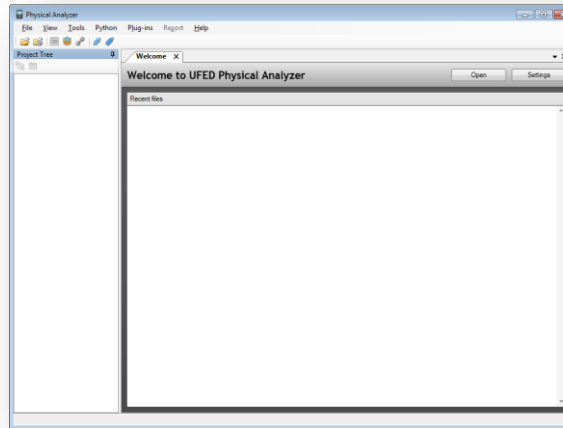 Physical Analyzer
File View Tools Python Plug-ins Report Help
Project Tree
Welcome X
Welcome to UFED Physical Analyzer
Open
Settings
Recent files